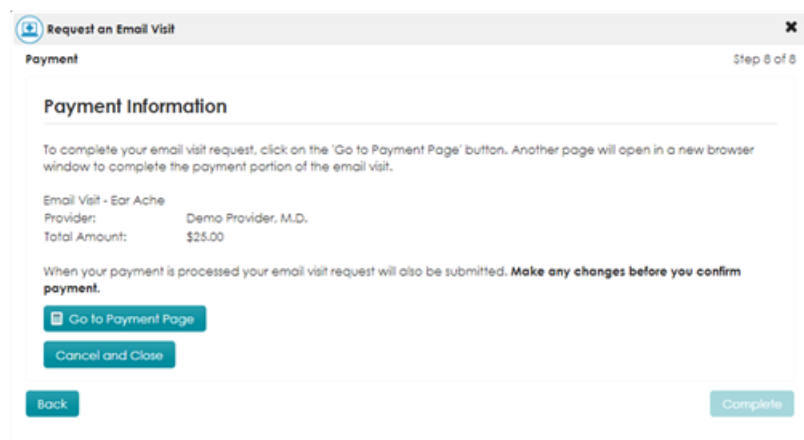 Request an Email Visit
Payment Step 8 of 8
Payment Information
To complete your email visit request, click on the 'Go to Payment Page' button. Another page will open in a new browser
window to complete the payment portion of the email visit.
Email Visit - Ear Ache
Provider: Demo Provider, M.D.
Total Amount: $25.00
When your payment is processed your email visit request will also be submitted. Make any changes before you confirm
payment.
Go to Payment Page
Cancel and Close
Back Complete